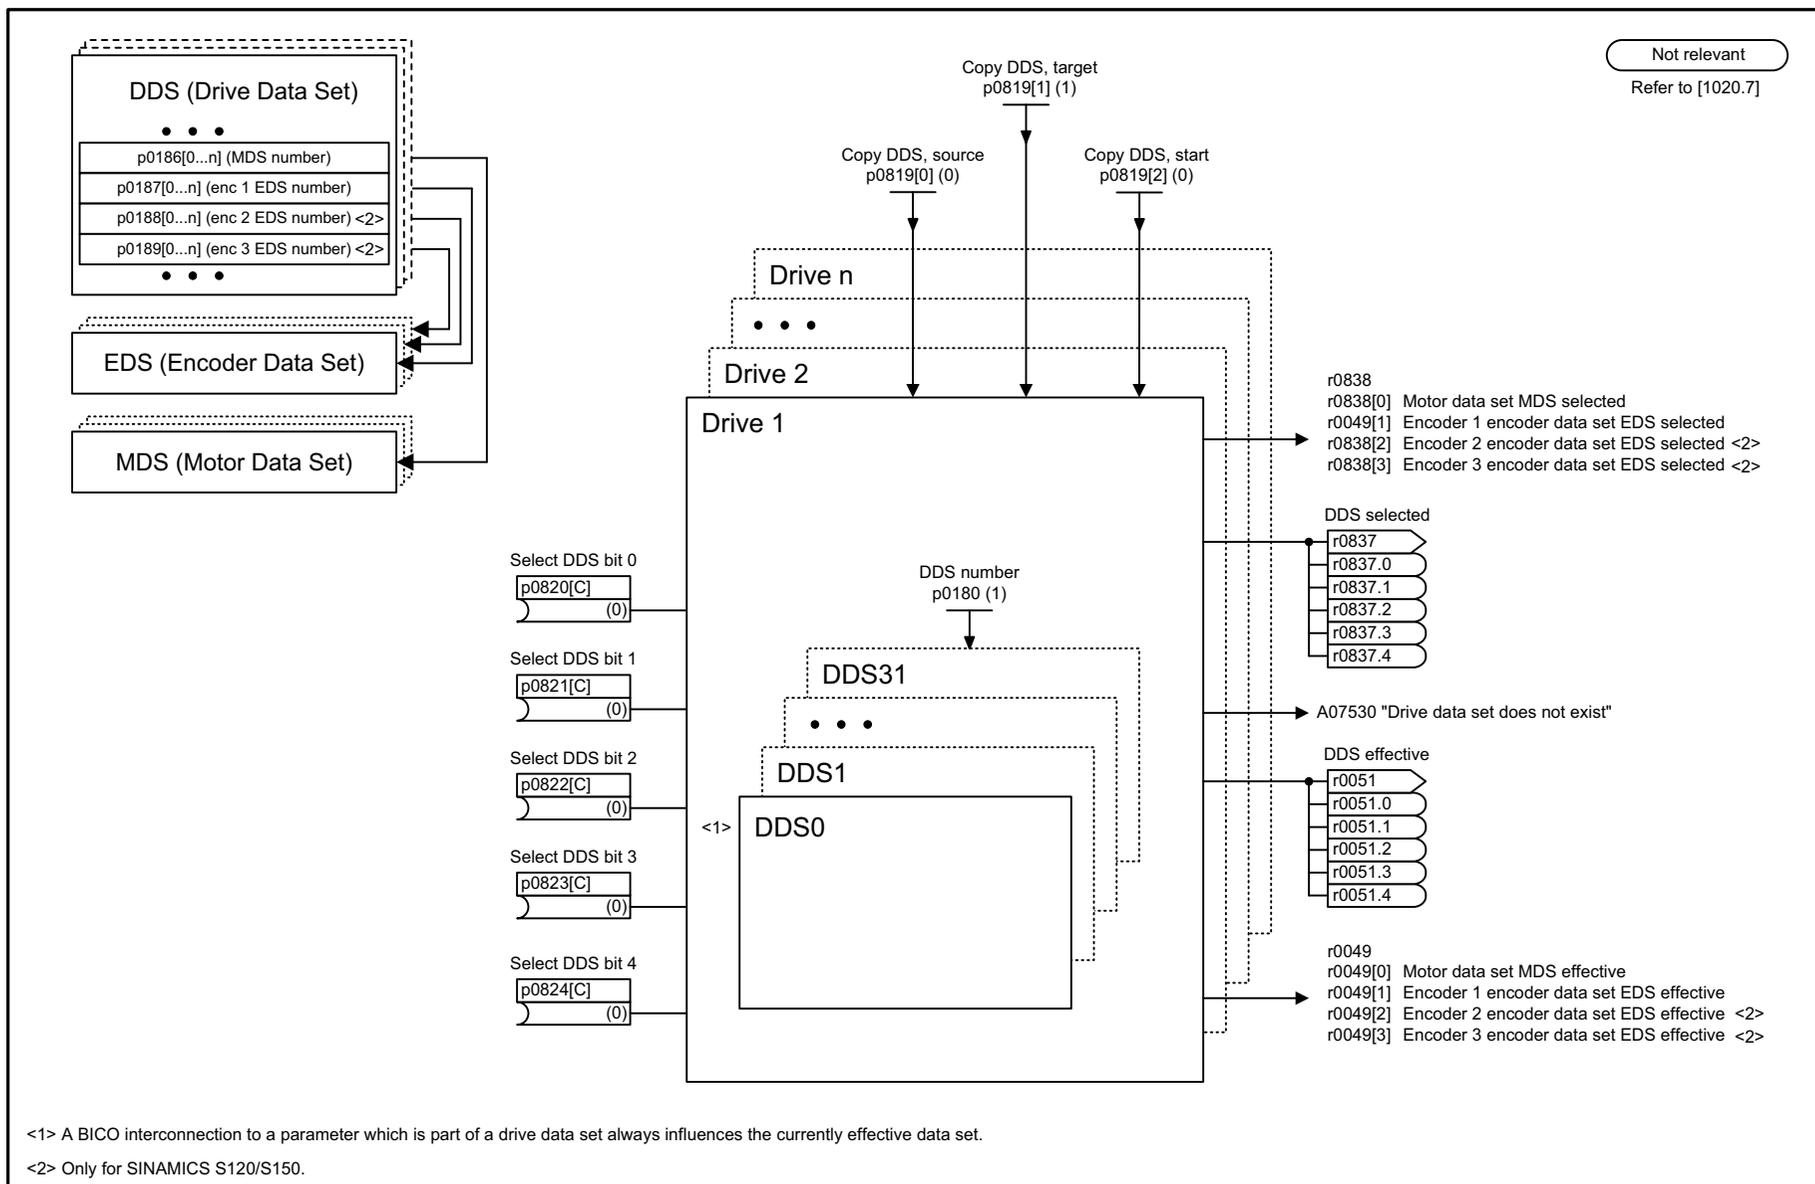 DDS (Drive Data Set)
p0186[0...n] (MDS number)
p0187[0...n] (enc 1 EDS number)
p0188[0...n] (enc 2 EDS number) <2>
p0189[0...n] (enc 3 EDS number) <2>
EDS (Encoder Data Set)
MDS (Motor Data Set)
Not relevant
Refer to [1020.7]
Copy DDS, target
p0819[1] (1)
Copy DDS, source
p0819[0] (0)
Copy DDS, start
p0819[2] (0)
Drive n
Drive 2
Drive 1
Select DDS bit 0
p0820[C]
(0)
Select DDS bit 1
p0821[C]
(0)
Select DDS bit 2
p0822[C]
(0)
Select DDS bit 3
p0823[C]
(0)
Select DDS bit 4
p0824[C]
(0)
DDS number
p0180 (1)
DDS31
DDS1
<1>
DDS0
r0838
r0838[0] Motor data set MDS selected
r0049[1] Encoder 1 encoder data set EDS selected
r0838[2] Encoder 2 encoder data set EDS selected <2>
r0838[3] Encoder 3 encoder data set EDS selected <2>
DDS selected
r0837
r0837.0
r0837.1
r0837.2
r0837.3
r0837.4
A07530 "Drive data set does not exist"
DDS effective
r0051
r0051.0
r0051.1
r0051.2
r0051.3
r0051.4
r0049
r0049[0] Motor data set MDS effective
r0049[1] Encoder 1 encoder data set EDS effective
r0049[2] Encoder 2 encoder data set EDS effective <2>
r0049[3] Encoder 3 encoder data set EDS effective <2>
<1> A BICO interconnection to a parameter which is part of a drive data set always influences the currently effective data set.
<2> Only for SINAMICS S120/S150.